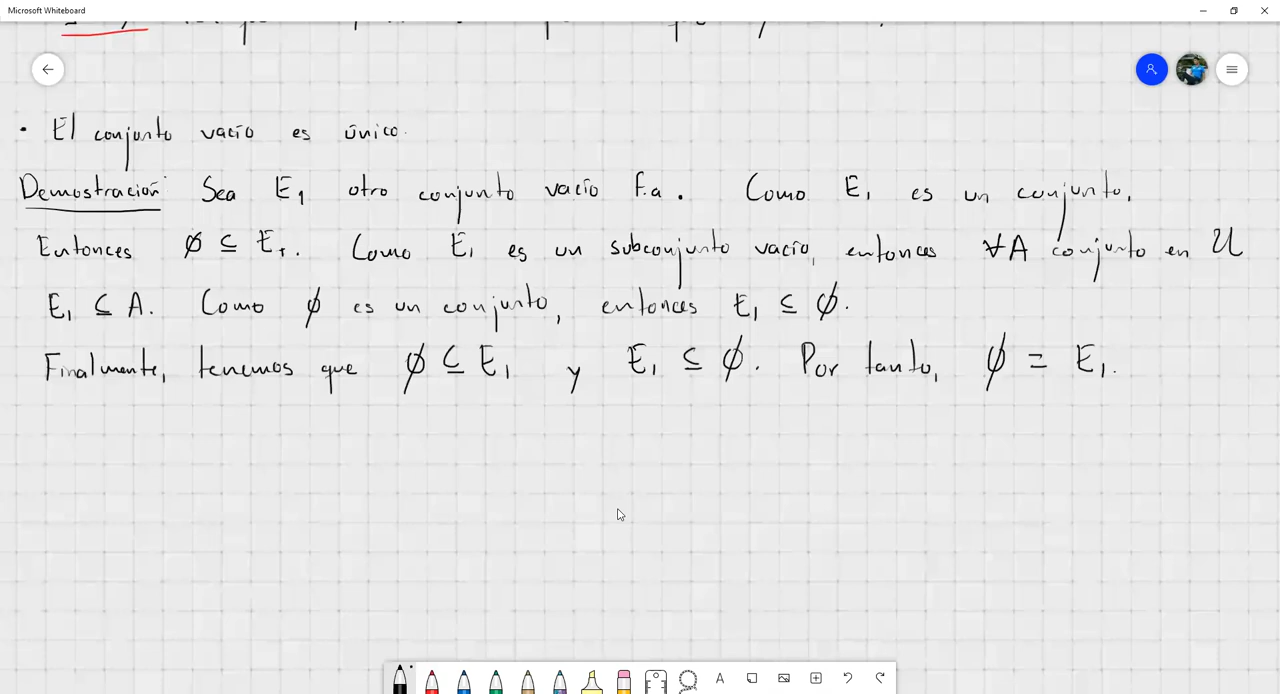 Microsoft Whiteboard
• El conjunto vacío es único.
Demostración Sea E₁ otro conjunto vacío f.a. Como E₁ es un conjunto,
Entonces ∅ ⊆ E₁. Como E₁ es un subconjunto vacío, entonces ∀A conjunto en U
E₁ ⊆ A. Como ∅ es un conjunto, entonces E₁ ⊆ ∅.
Finalmente, tenemos que ∅ ⊆ E₁ y E₁ ⊆ ∅. Por tanto, ∅ = E₁.